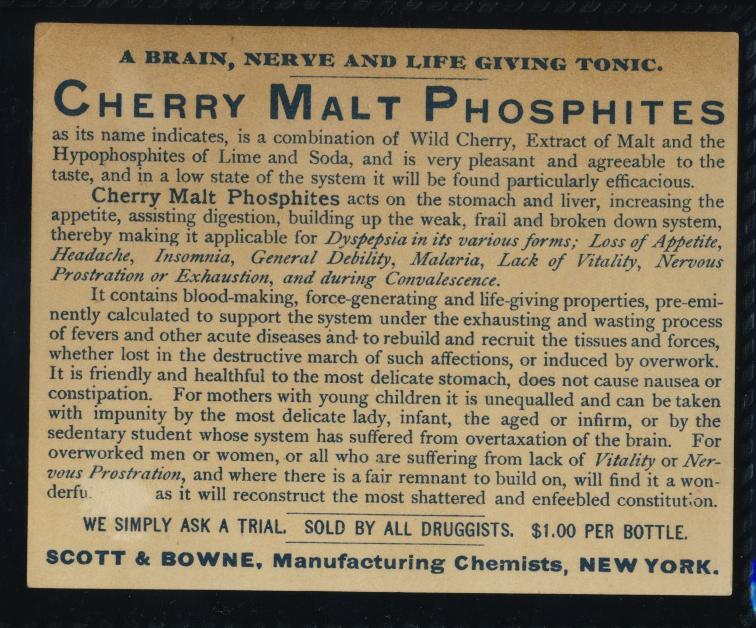 A BRAIN, NERVE AND LIFE GIVING TONIC.
CHERRY MALT PHOSPHITES
as its name indicates, is a combination of Wild Cherry, Extract of Malt and the
Hypophosphites of Lime and Soda, and is very pleasant and agreeable to the
taste, and in a low state of the system it will be found particularly efficacious.
Cherry Malt Phosphites acts on the stomach and liver, increasing the
appetite, assisting digestion, building up the weak, frail and broken down system,
thereby making it applicable for Dyspepsia in its various forms; Loss of Appetite,
Headache, Insomnia, General Debility, Malaria, Lack of Vitality, Nervous
Prostration or Exhaustion, and during Convalescence.
It contains blood-making, force-generating and life-giving properties, pre-emi-
nently calculated to support the system under the exhausting and wasting process
of fevers and other acute diseases and to rebuild and recruit the tissues and forces,
whether lost in the destructive march of such affections, or induced by overwork.
It is friendly and healthful to the most delicate stomach, does not cause nausea or
constipation. For mothers with young children it is unequalled and can be taken
with impunity by the most delicate lady, infant, the aged or infirm, or by the
sedentary student whose system has suffered from overtaxation of the brain. For
overworked men or women, or all who are suffering from lack of Vitality or Ner-
vous Prostration, and where there is a fair remnant to build on, will find it a won-
derfu as it will reconstruct the most shattered and enfeebled constitution.
WE SIMPLY ASK A TRIAL. SOLD BY ALL DRUGGISTS. $1.00 PER BOTTLE.
SCOTT & BOWNE, Manufacturing Chemists, NEW YORK.